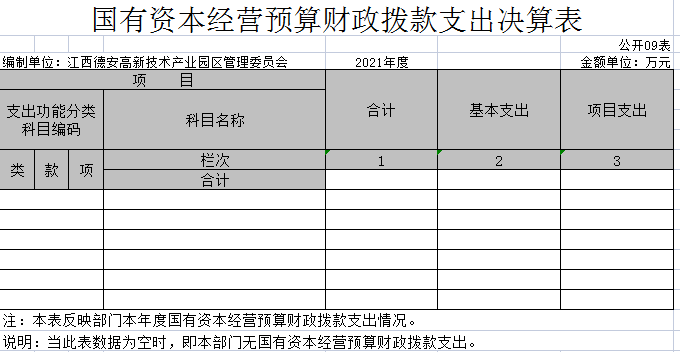 国有资本经营预算财政拨款支出决算表
公开09表
编制单位：江西德安高新技术产业园区管理委员会 2021年度 金额单位：万元
项 目 合计 基本支出 项目支出
支出功能分类科目编码 科目名称
类 款 项 栏次 1 2 3
合计
注：本表反映部门本年度国有资本经营预算财政拨款支出情况。
说明：当此表数据为空时，即本部门无国有资本经营预算财政拨款支出。